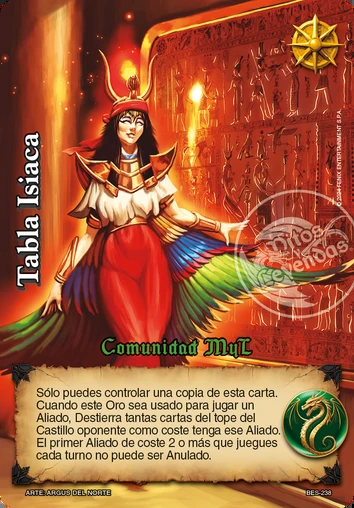 Tabla Isiaca
© 2024 FENIX ENTERTAINMENT S.P.A.
Mitos
Leyendas
Comunidad MyL
Sólo puedes controlar una copia de esta carta.
Cuando este Oro sea usado para jugar un
Aliado, Destierra tantas cartas del tope del
Castillo oponente como coste tenga ese Aliado.
El primer Aliado de coste 2 o más que juegues
cada turno no puede ser Anulado.
ARTE: ARGUS DEL NORTE
BES-238